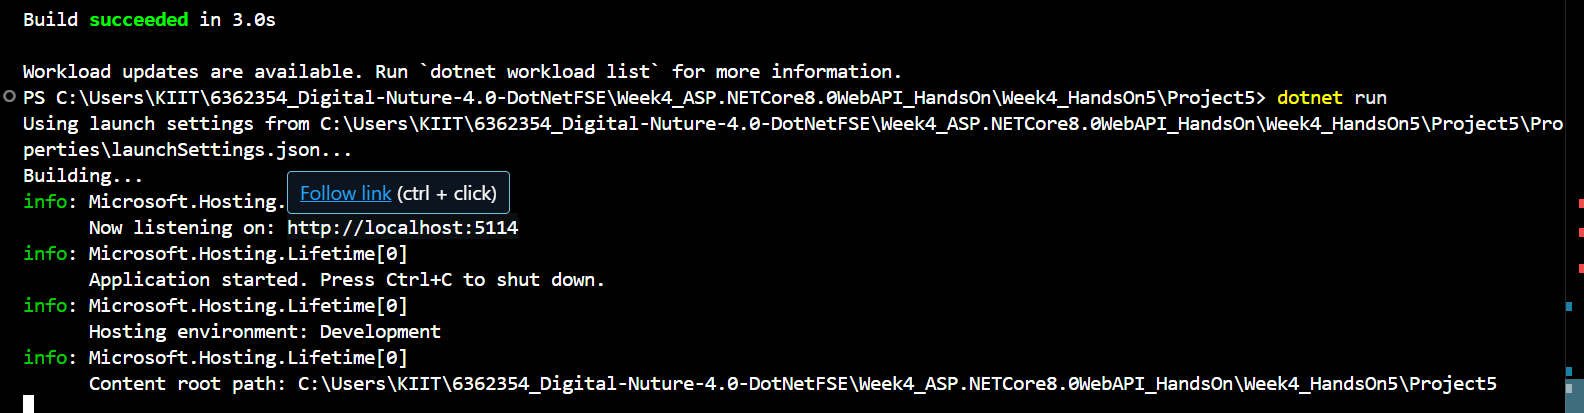 Build succeeded in 3.0s
Workload updates are available. Run `dotnet workload list` for more information.
PS C:\Users\KIIT\6362354_Digital-Nuture-4.0-DotNetFSE\Week4_ASP.NETCore8.0WebAPI_HandsOn\Week4_HandsOn5\Project5> dotnet run
Using launch settings from C:\Users\KIIT\6362354_Digital-Nuture-4.0-DotNetFSE\Week4_ASP.NETCore8.0WebAPI_HandsOn\Week4_HandsOn5\Project5\Pro
perties\launchSettings.json...
Building...
Follow link (ctrl + click)
info: Microsoft.Hosting.
Now listening on: http://localhost:5114
info: Microsoft.Hosting.Lifetime[0]
Application started. Press Ctrl+C to shut down.
info: Microsoft.Hosting.Lifetime[0]
Hosting environment: Development
info: Microsoft.Hosting.Lifetime[0]
Content root path: C:\Users\KIIT\6362354_Digital-Nuture-4.0-DotNetFSE\Week4_ASP.NETCore8.0WebAPI_HandsOn\Week4_HandsOn5\Project5